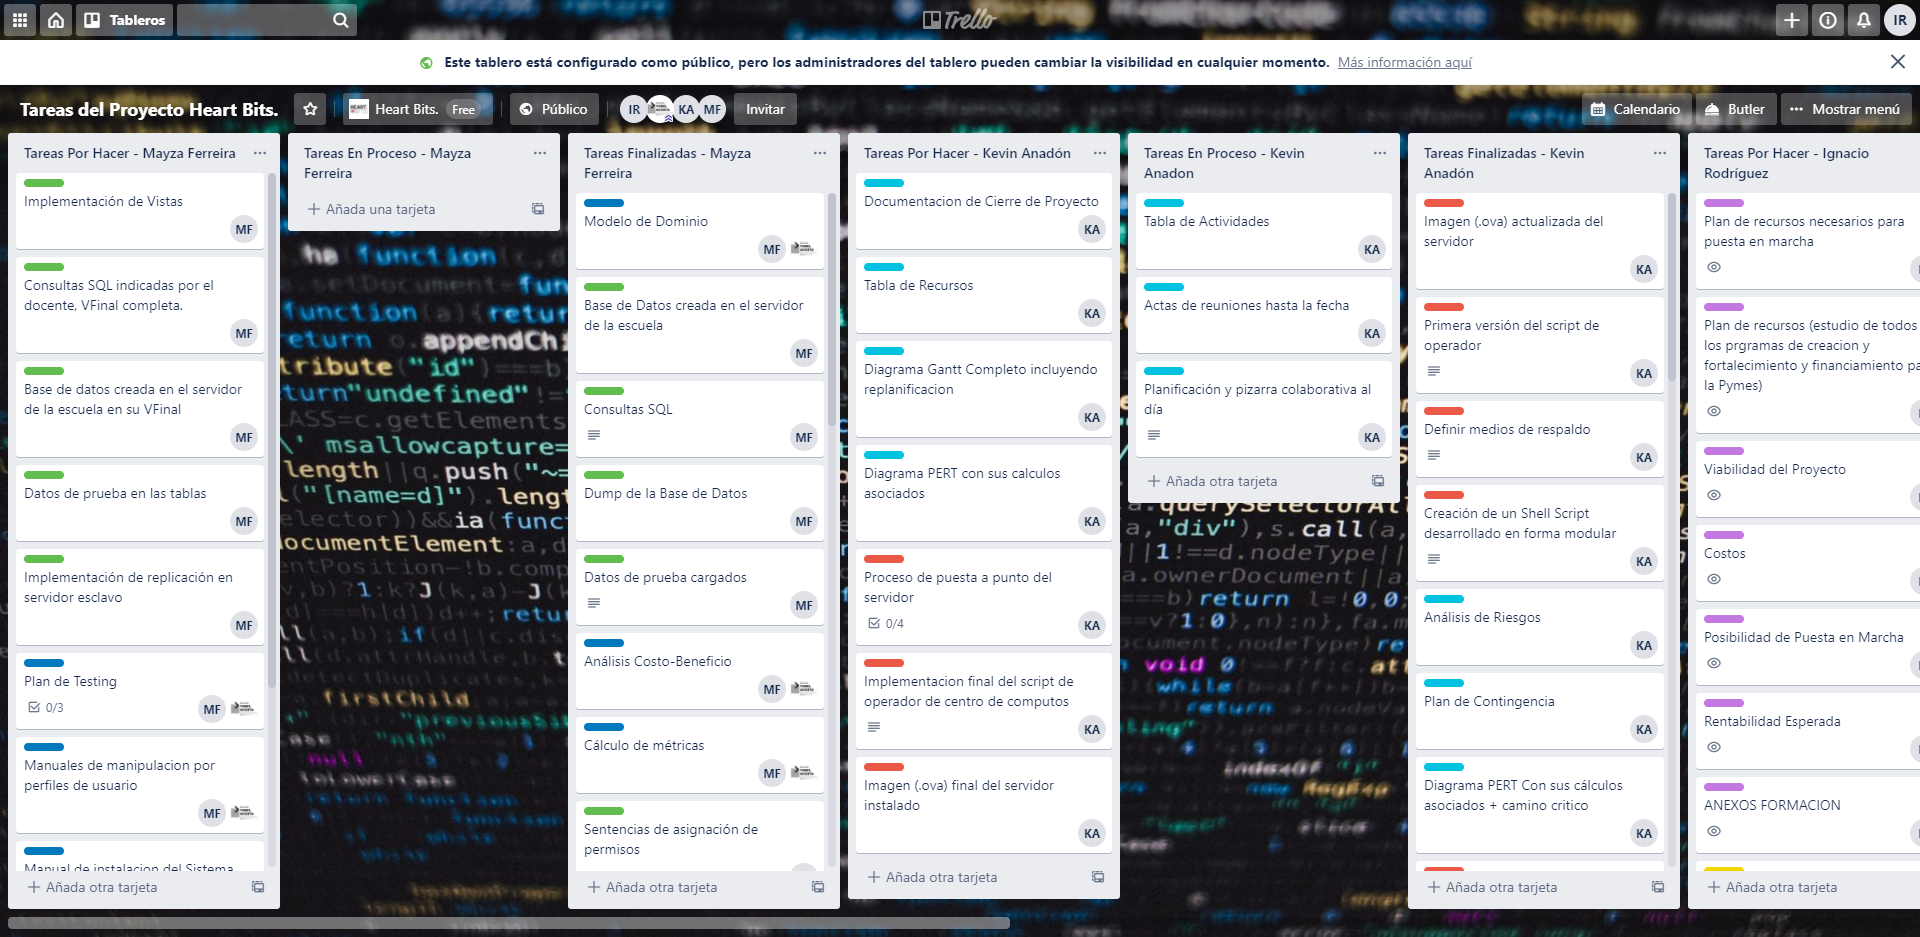 Tableros
Trello
IR
Este tablero está configurado como público, pero los administradores del tablero pueden cambiar la visibilidad en cualquier momento. Más información aquí
Tareas del Proyecto Heart Bits.
Heart Bits. Free
Público
IR KA MF
Invitar
Calendario
Butler
Mostrar menú
Tareas Por Hacer - Mayza Ferreira
Implementación de Vistas
MF
Consultas SQL indicadas por el
docente, VFinal completa.
MF
Base de datos creada en el servidor
de la escuela en su VFinal
MF
Datos de prueba en las tablas
MF
Implementación de replicación en
servidor esclavo
MF
Plan de Testing
0/3 MF
Manuales de manipulacion por
perfiles de usuario
MF
Manual de instalacion del Sistema
Añada otra tarjeta
Tareas En Proceso - Mayza
Ferreira
Añada una tarjeta
Tareas Finalizadas - Mayza
Ferreira
Modelo de Dominio
MF
Base de Datos creada en el servidor
de la escuela
MF
Consultas SQL
MF
Dump de la Base de Datos
MF
Datos de prueba cargados
MF
Análisis Costo-Beneficio
MF
Cálculo de métricas
MF
Sentencias de asignación de
permisos
Añada otra tarjeta
Tareas Por Hacer - Kevin Anadón
Documentacion de Cierre de Proyecto
KA
Tabla de Recursos
KA
Diagrama Gantt Completo incluyendo
replanificacion
KA
Diagrama PERT con sus calculos
asociados
KA
Proceso de puesta a punto del
servidor
0/4 KA
Implementacion final del script de
operador de centro de computos
KA
Imagen (.ova) final del servidor
instalado
KA
Añada otra tarjeta
Tareas En Proceso - Kevin
Anadon
Tabla de Actividades
KA
Actas de reuniones hasta la fecha
KA
Planificación y pizarra colaborativa al
día
KA
Añada otra tarjeta
Tareas Finalizadas - Kevin
Anadón
Imagen (.ova) actualizada del
servidor
KA
Primera versión del script de
operador
KA
Definir medios de respaldo
KA
Creación de un Shell Script
desarrollado en forma modular
KA
Análisis de Riesgos
KA
Plan de Contingencia
KA
Diagrama PERT Con sus cálculos
asociados + camino critico
KA
Añada otra tarjeta
Tareas Por Hacer - Ignacio
Rodríguez
Plan de recursos necesarios para
puesta en marcha
Plan de recursos (estudio de todos
los prgramas de creacion y
fortalecimiento y financiamiento pa
la Pymes)
Viabilidad del Proyecto
Costos
Posibilidad de Puesta en Marcha
Rentabilidad Esperada
ANEXOS FORMACION
Añada otra tarjeta